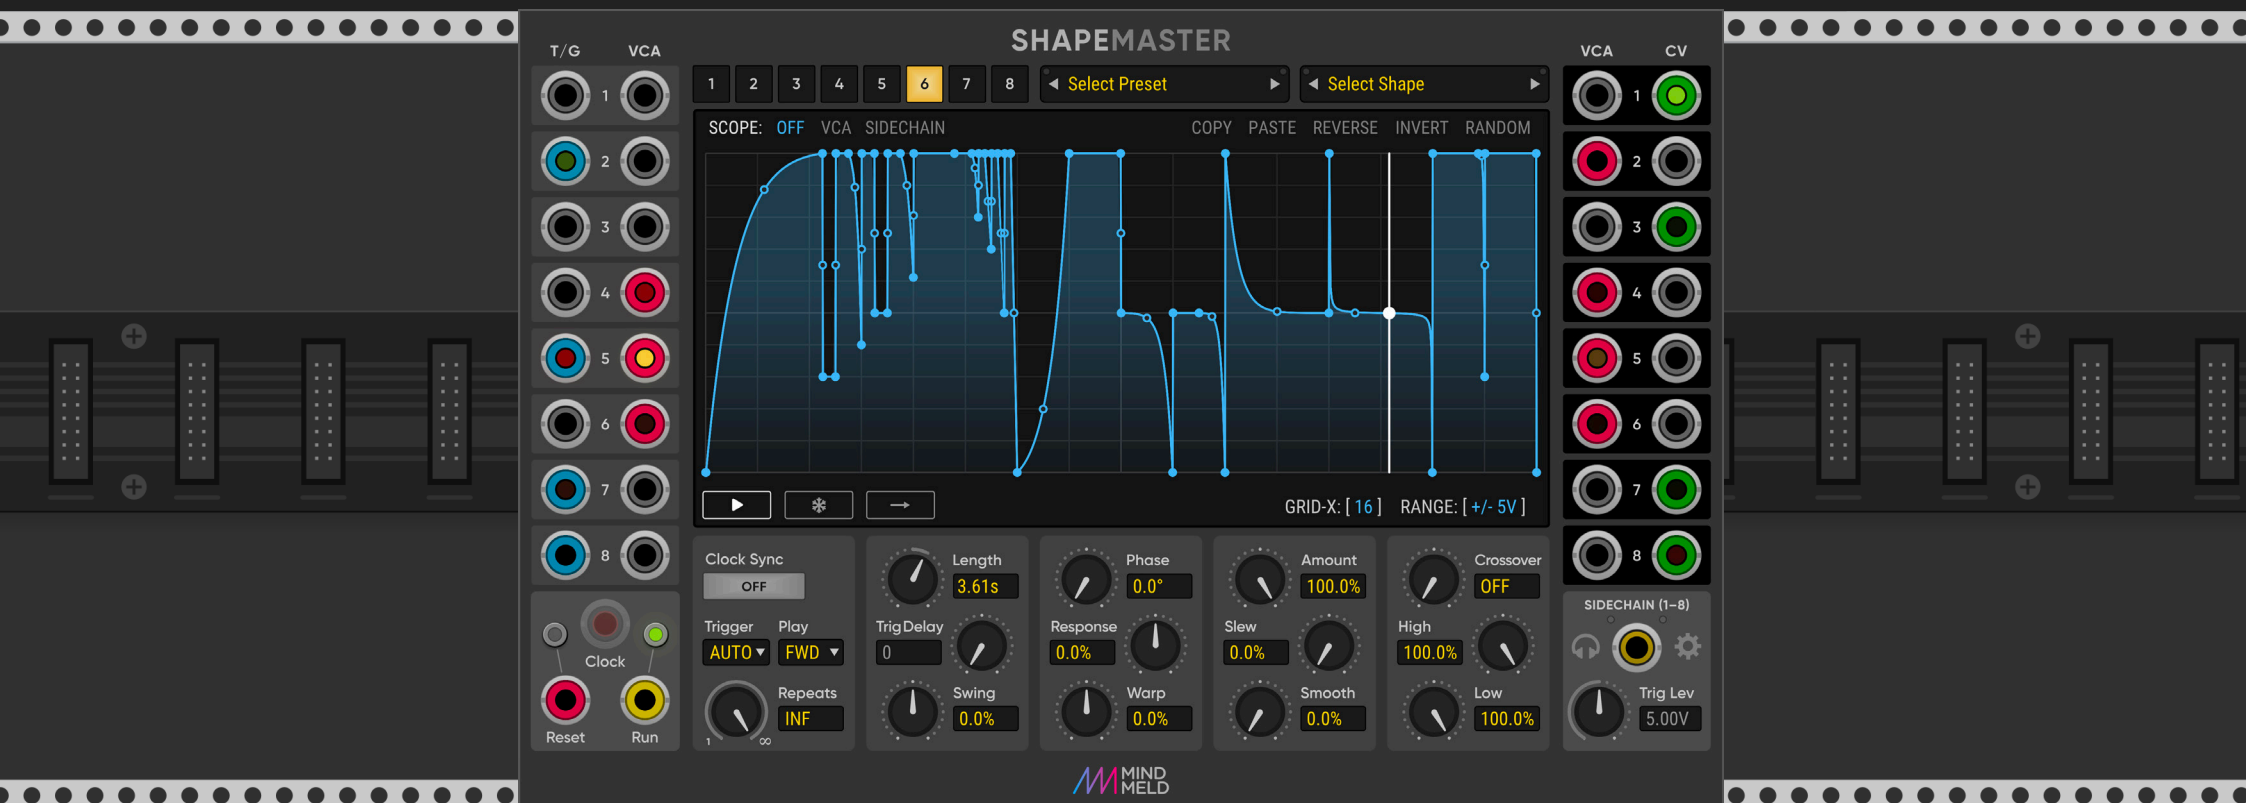 SHAPEMASTER
T/G VCA
1 2 3 4 5 6 7 8
Select Preset
Select Shape
VCA CV
SCOPE: OFF VCA SIDECHAIN
COPY PASTE REVERSE INVERT RANDOM
1
2
3
4
5
6
7
8
1
2
3
4
5
6
7
8
GRID-X: [ 16 ] RANGE: [ +/- 5V ]
Clock Sync
OFF
Trigger Play
AUTO FWD
Repeats
INF
1 ∞
Length
3.61s
TrigDelay
0
Swing
0.0%
Phase
0.0°
Response
0.0%
Warp
0.0%
Amount
100.0%
Slew
0.0%
Smooth
0.0%
Crossover
OFF
High
100.0%
Low
100.0%
Clock
Reset Run
SIDECHAIN (1–8)
Trig Lev
5.00V
MIND
MELD